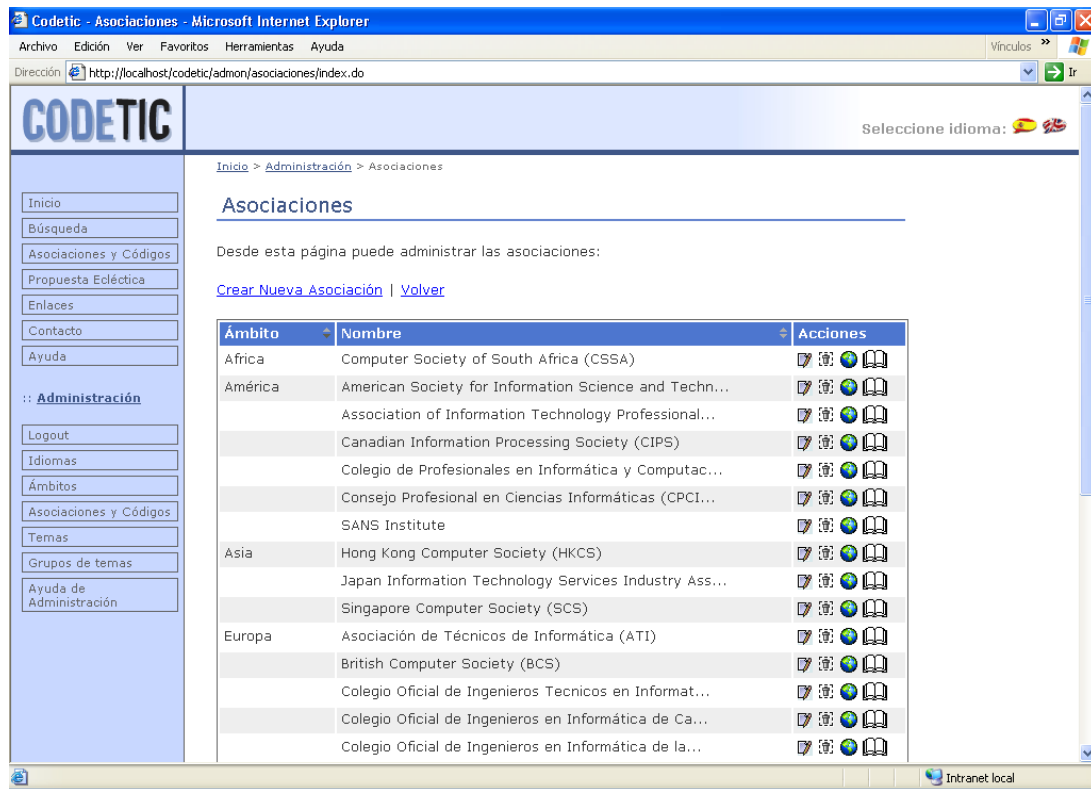 Codetic - Asociaciones - Microsoft Internet Explorer
Archivo Edición Ver Favoritos Herramientas Ayuda Vínculos »
Dirección http://localhost/codetic/admon/asociaciones/index.do Ir
CODETIC
Seleccione idioma:
Inicio > Administración > Asociaciones
Inicio
Búsqueda
Asociaciones y Códigos
Propuesta Ecléctica
Enlaces
Contacto
Ayuda
:: Administración
Logout
Idiomas
Ámbitos
Asociaciones y Códigos
Temas
Grupos de temas
Ayuda de
Administración
Asociaciones
Desde esta página puede administrar las asociaciones:
Crear Nueva Asociación | Volver
Ámbito Nombre Acciones
Africa Computer Society of South Africa (CSSA)
América American Society for Information Science and Techn...
Association of Information Technology Professional...
Canadian Information Processing Society (CIPS)
Colegio de Profesionales en Informática y Computac...
Consejo Profesional en Ciencias Informáticas (CPCI...
SANS Institute
Asia Hong Kong Computer Society (HKCS)
Japan Information Technology Services Industry Ass...
Singapore Computer Society (SCS)
Europa Asociación de Técnicos de Informática (ATI)
British Computer Society (BCS)
Colegio Oficial de Ingenieros Tecnicos en Informat...
Colegio Oficial de Ingenieros en Informática de Ca...
Colegio Oficial de Ingenieros en Informática de la...
Intranet local